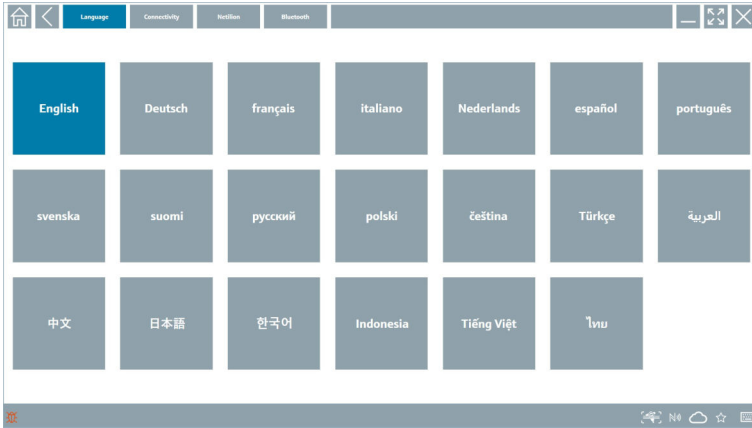 Language Connectivity Netilion Bluetooth
English Deutsch français italiano Nederlands español português
svenska suomi русский polski čeština Türkçe العربية
中文 日本語 한국어 Indonesia Tiếng Việt ไทย